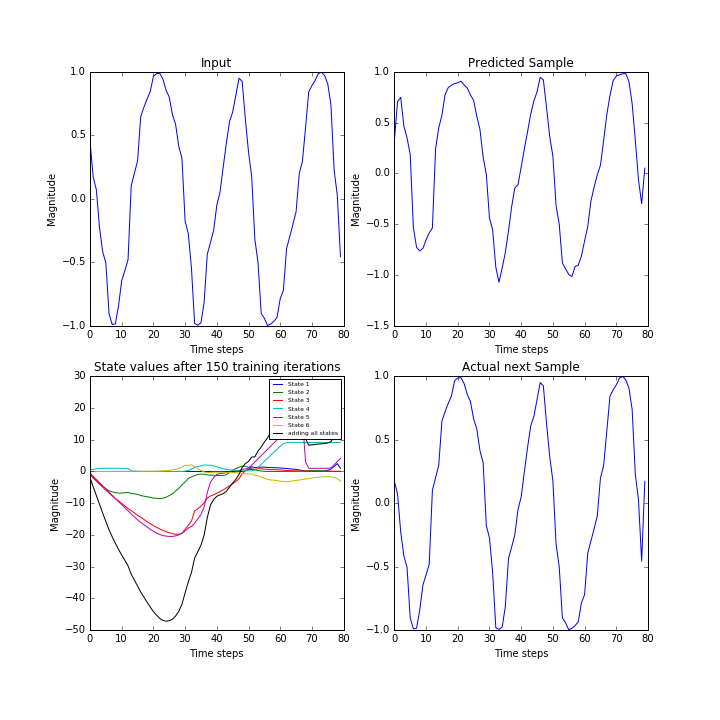 Input
Magnitude
1.0
0.5
0.0
−0.5
−1.0
0 10 20 30 40 50 60 70 80
Time steps
Predicted Sample
Magnitude
1.0
0.5
0.0
−0.5
−1.0
−1.5
0 10 20 30 40 50 60 70 80
Time steps
State values after 150 training iterations
Magnitude
30
20
10
0
−10
−20
−30
−40
−50
0 10 20 30 40 50 60 70 80
Time steps
State 1
State 2
State 3
State 4
State 5
State 6
adding all states
Actual next Sample
Magnitude
1.0
0.5
0.0
−0.5
−1.0
0 10 20 30 40 50 60 70 80
Time steps